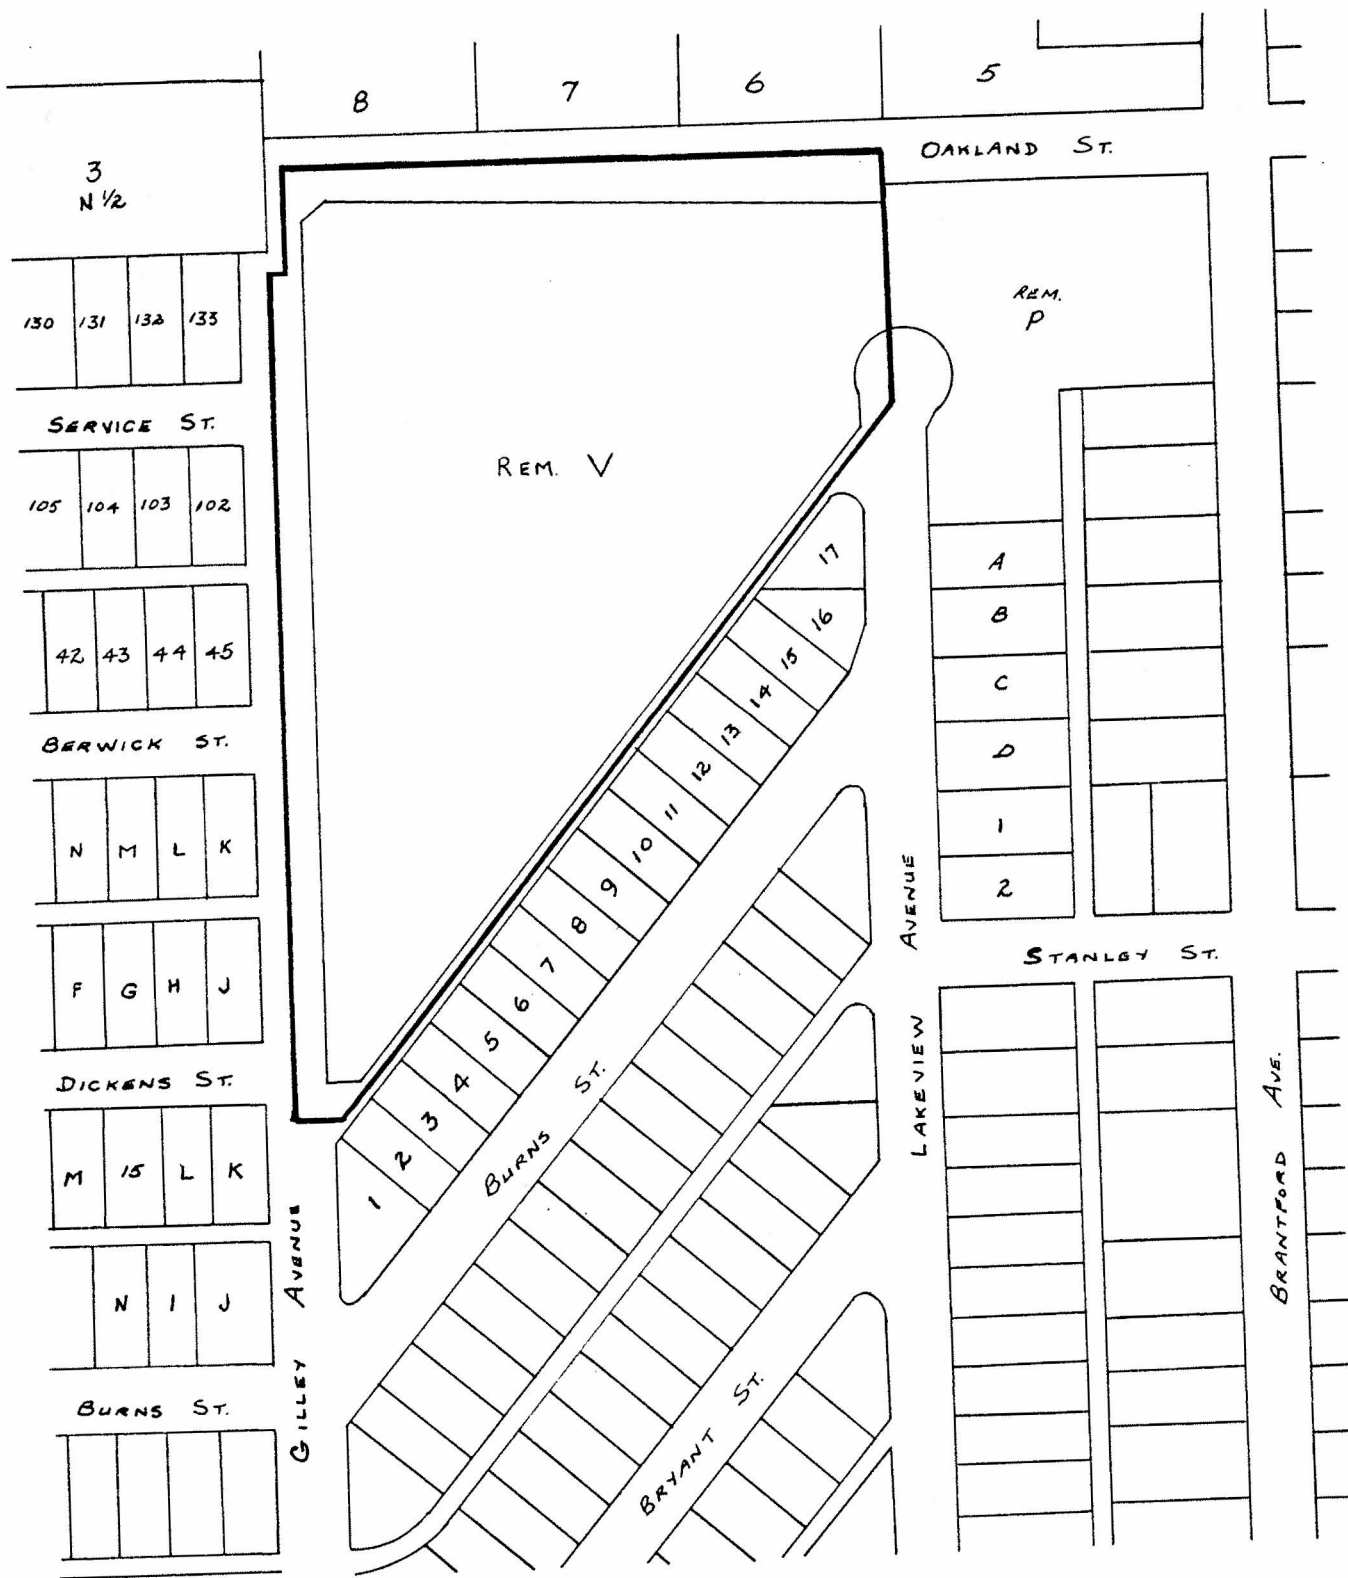 8
7
6
5
OAKLAND ST.
3
N 1/2
REM.
P
130
131
132
133
SERVICE ST.
REM. V
105
104
103
102
17
A
16
B
42
43
44
45
15
C
14
BERWICK ST.
13
D
12
11
1
N
M
L
K
10
9
2
8
7
F
G
H
J
6
5
STANLEY ST.
DICKENS ST.
4
3
2
1
M
15
L
K
BURNS ST.
LAKEVIEW AVENUE
BRANTFORD AVE.
N
I
J
GILLEY AVENUE
BURNS ST.
BRYANT ST.